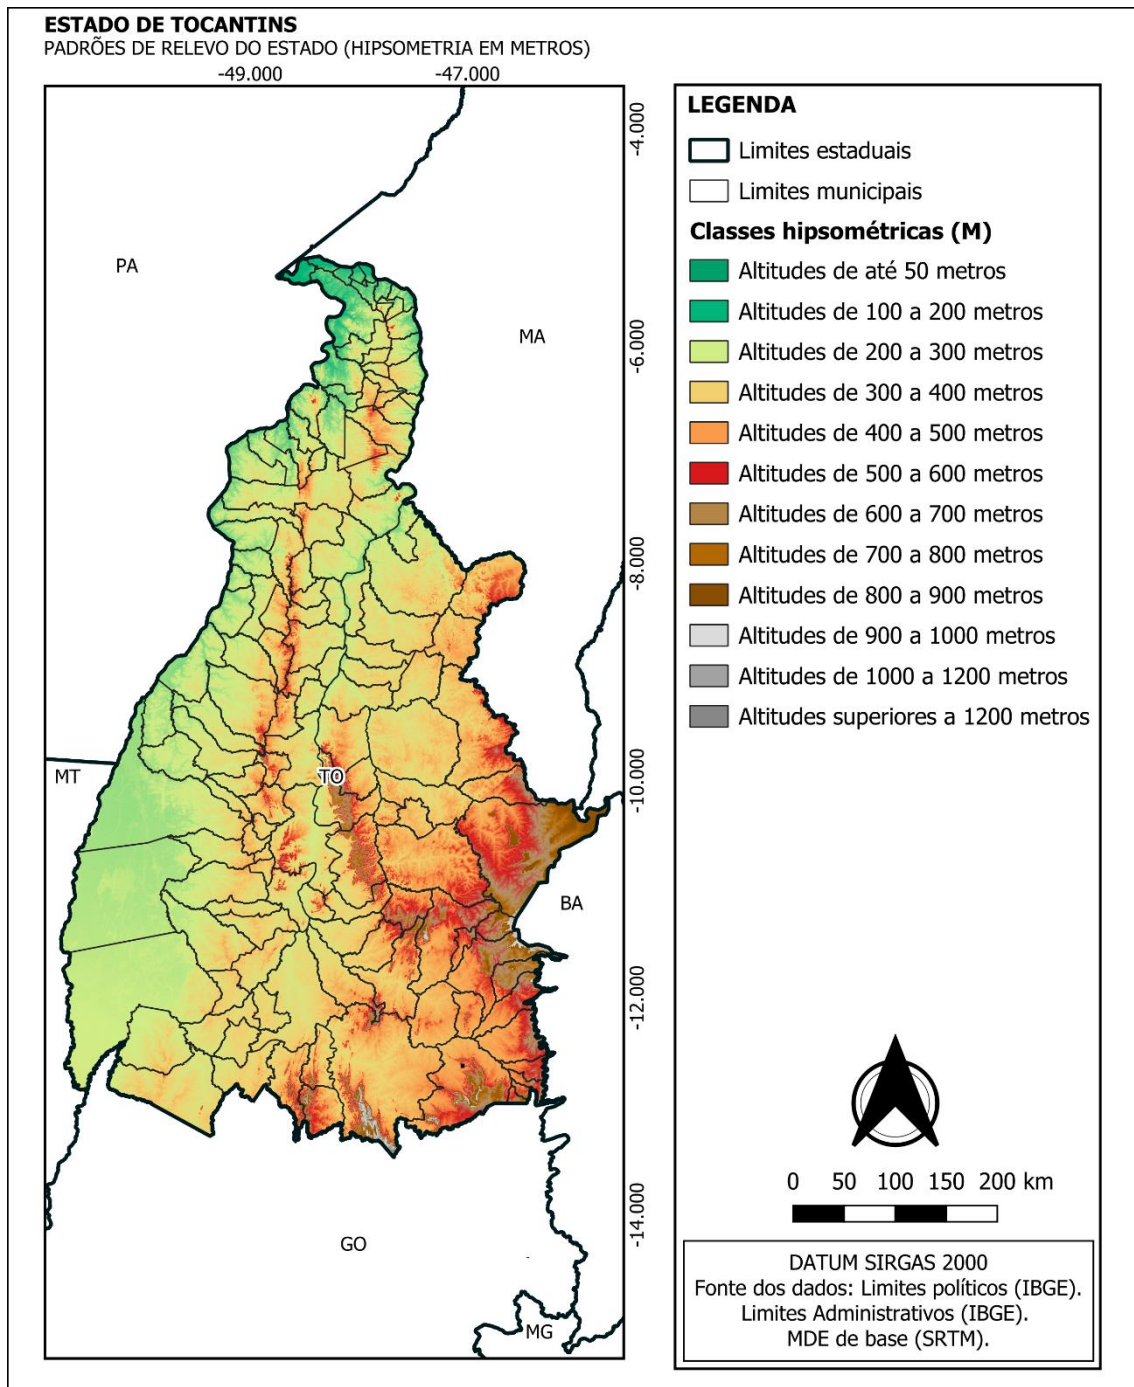 ESTADO DE TOCANTINS
PADRÕES DE RELEVO DO ESTADO (HIPSOMETRIA EM METROS)
-49.000 -47.000
-4.000
-6.000
-8.000
-10.000
-12.000
-14.000
PA
MA
MT
TO
BA
GO
MG
LEGENDA
Limites estaduais
Limites municipais
Classes hipsométricas (M)
Altitudes de até 50 metros
Altitudes de 100 a 200 metros
Altitudes de 200 a 300 metros
Altitudes de 300 a 400 metros
Altitudes de 400 a 500 metros
Altitudes de 500 a 600 metros
Altitudes de 600 a 700 metros
Altitudes de 700 a 800 metros
Altitudes de 800 a 900 metros
Altitudes de 900 a 1000 metros
Altitudes de 1000 a 1200 metros
Altitudes superiores a 1200 metros
0 50 100 150 200 km
DATUM SIRGAS 2000
Fonte dos dados: Limites políticos (IBGE).
Limites Administrativos (IBGE).
MDE de base (SRTM).